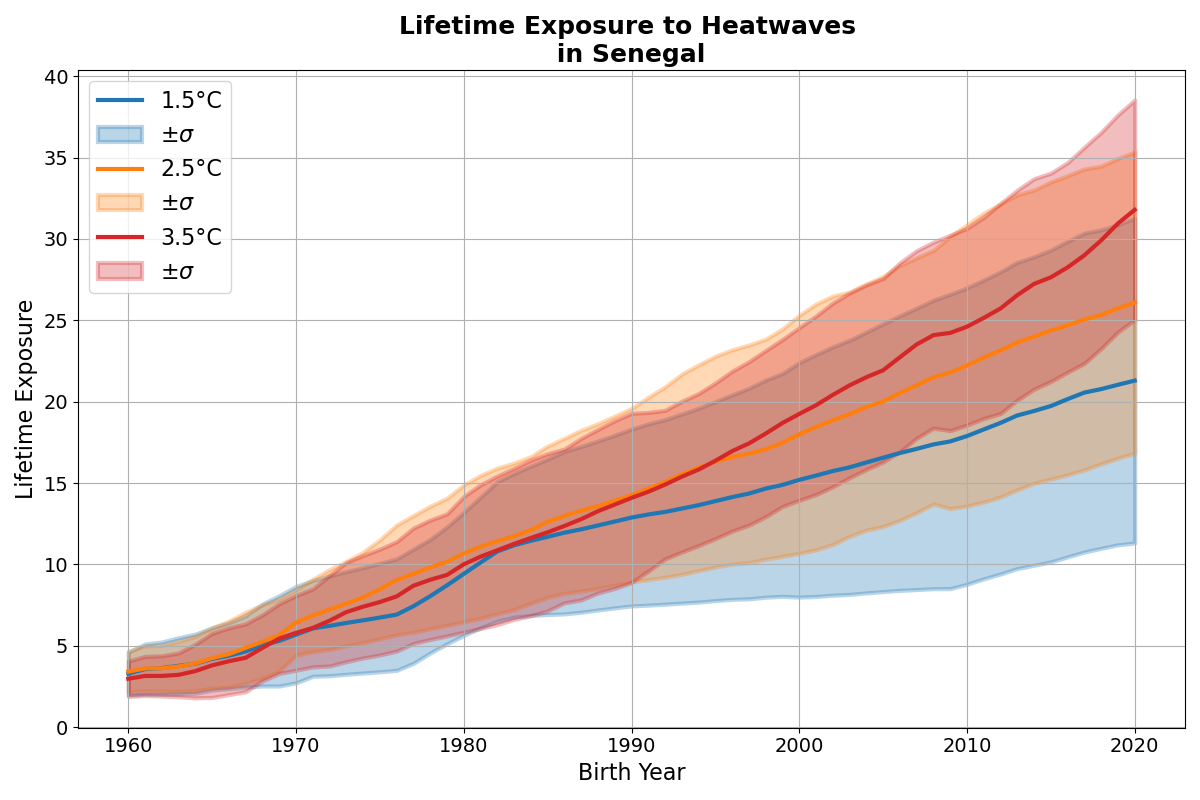 Lifetime Exposure to Heatwaves
in Senegal
40
35
30
25
20
15
10
5
0
Lifetime Exposure
1.5°C
±σ
2.5°C
±σ
3.5°C
±σ
1960 1970 1980 1990 2000 2010 2020
Birth Year